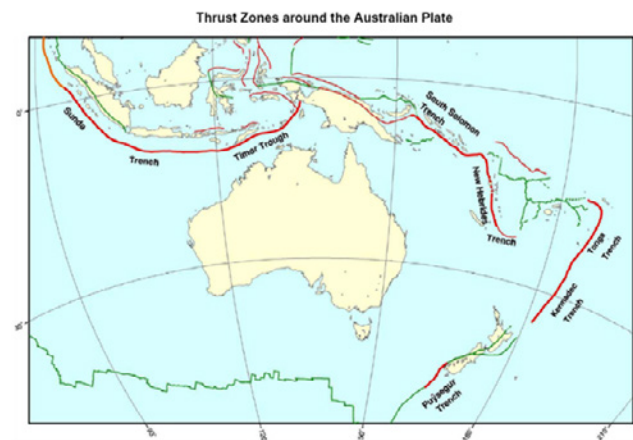 Thrust Zones around the Australian Plate
Sunda
Trench
Timor Trough
South Solomon
Trench
New Hebrides
Trench
Tonga
Trench
Kermadec
Trench
Puysegur
Trench